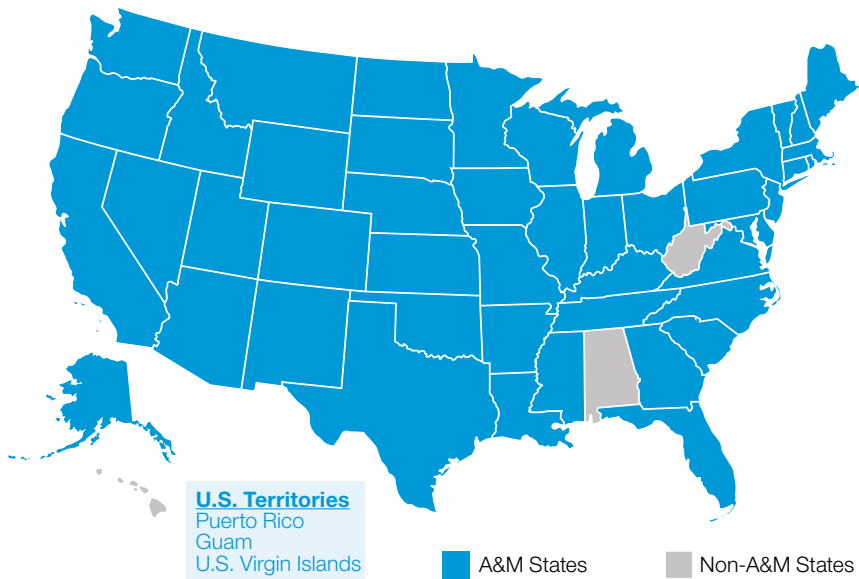 U.S. Territories
Puerto Rico
Guam
U.S. Virgin Islands
A&M States
Non-A&M States